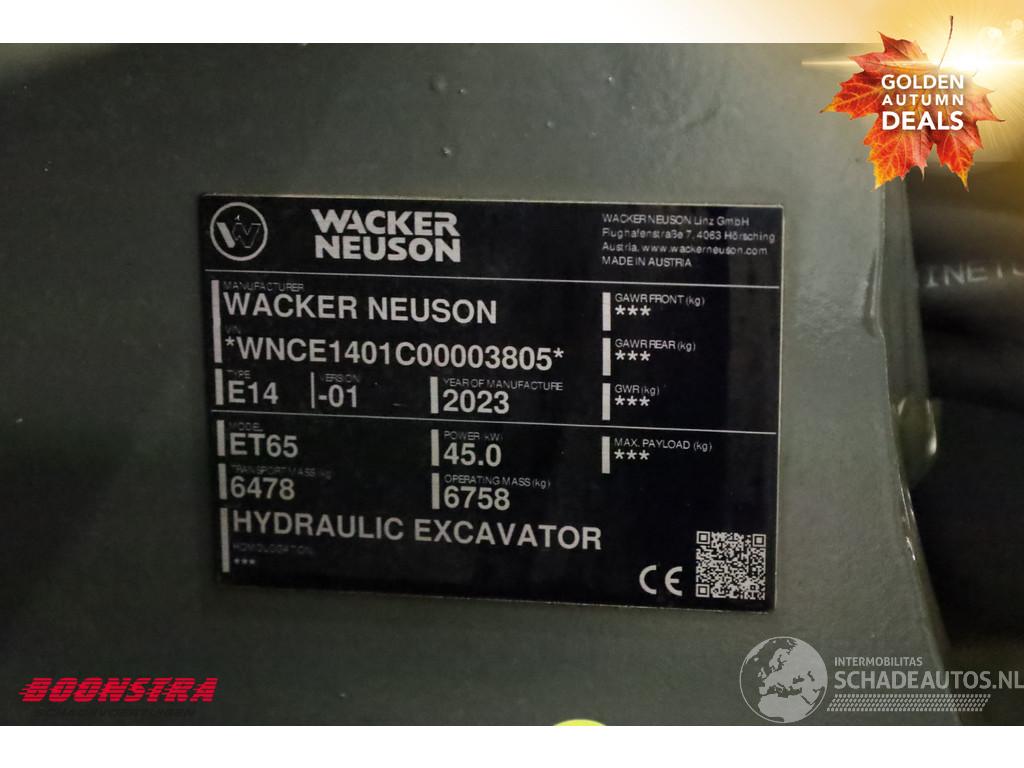 GOLDEN
AUTUMN
DEALS
WACKER
NEUSON
WACKER NEUSON Linz GmbH
Flughafenstraße 7, 4063 Hörsching
Austria, www.wackerneuson.com
MADE IN AUSTRIA
MANUFACTURER
WACKER NEUSON
VIN
*WNCE1401C00003805*
TYPE VERSION YEAR OF MANUFACTURE
E14 -01 2023
GAWR FRONT (kg)
***
GAWR REAR (kg)
***
GWR (kg)
***
MODEL POWER (kW)
ET65 45.0
MAX. PAYLOAD (kg)
***
TRANSPORT MASS (kg) OPERATING MASS (kg)
6478 6758
HYDRAULIC EXCAVATOR
HOMOLOGATION
***
CE
BOONSTRA
SCHADEVOERTUIGEN
INTERMOBILITAS
SCHADEAUTOS.NL